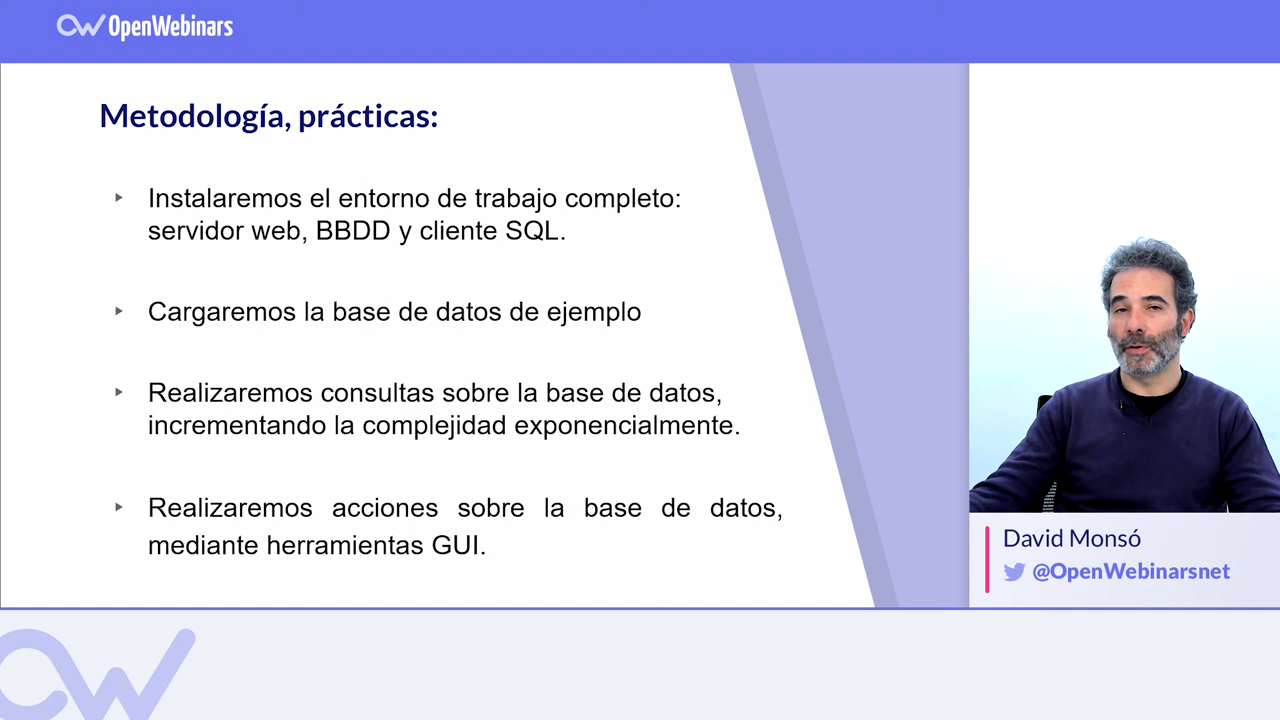 OpenWebinars
Metodología, prácticas:
Instalaremos el entorno de trabajo completo:
servidor web, BBDD y cliente SQL.
Cargaremos la base de datos de ejemplo
Realizaremos consultas sobre la base de datos,
incrementando la complejidad exponencialmente.
Realizaremos acciones sobre la base de datos,
mediante herramientas GUI.
David Monsó
@OpenWebinarsnet